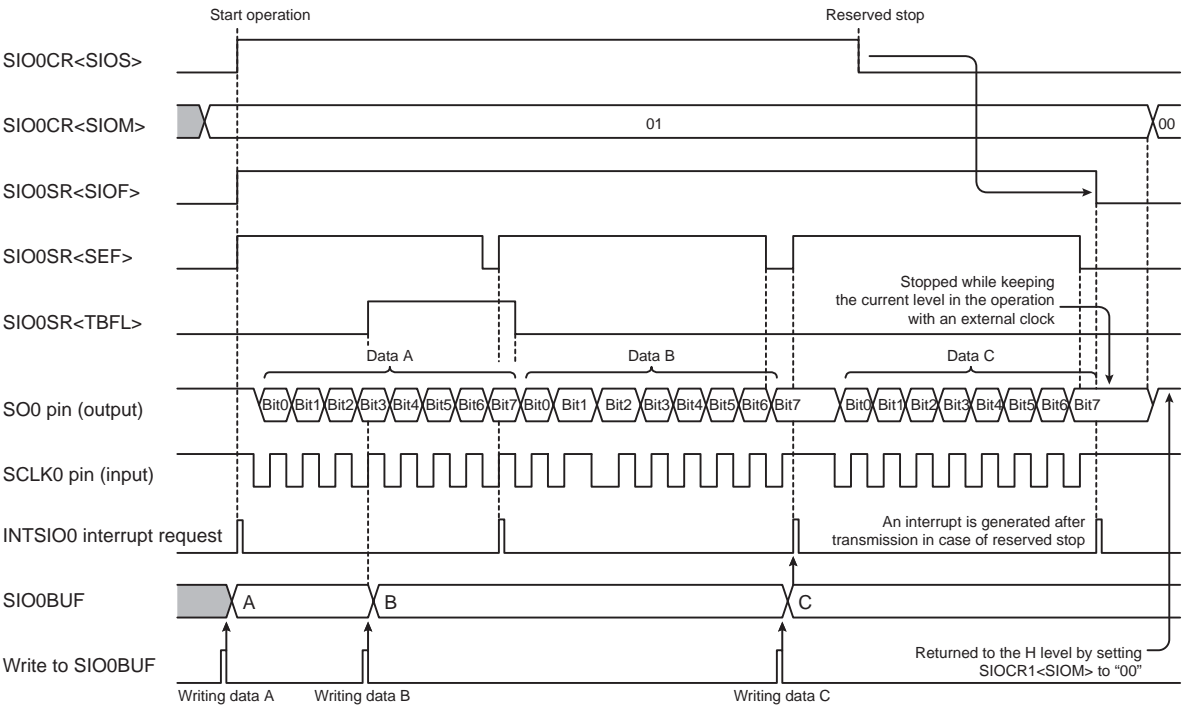 Start operation Reserved stop
SIO0CR<SIOS>
SIO0CR<SIOM> 01 00
SIO0SR<SIOF>
SIO0SR<SEF>
Stopped while keeping
the current level in the operation
with an external clock
SIO0SR<TBFL>
Data A Data B Data C
SO0 pin (output) Bit0 Bit1 Bit2 Bit3 Bit4 Bit5 Bit6 Bit7 Bit0 Bit1 Bit2 Bit3 Bit4 Bit5 Bit6 Bit7 Bit0 Bit1 Bit2 Bit3 Bit4 Bit5 Bit6 Bit7
SCLK0 pin (input)
INTSIO0 interrupt request
An interrupt is generated after
transmission in case of reserved stop
SIO0BUF A B C
Write to SIO0BUF
Returned to the H level by setting
SIOCR1<SIOM> to “00”
Writing data A Writing data B Writing data C